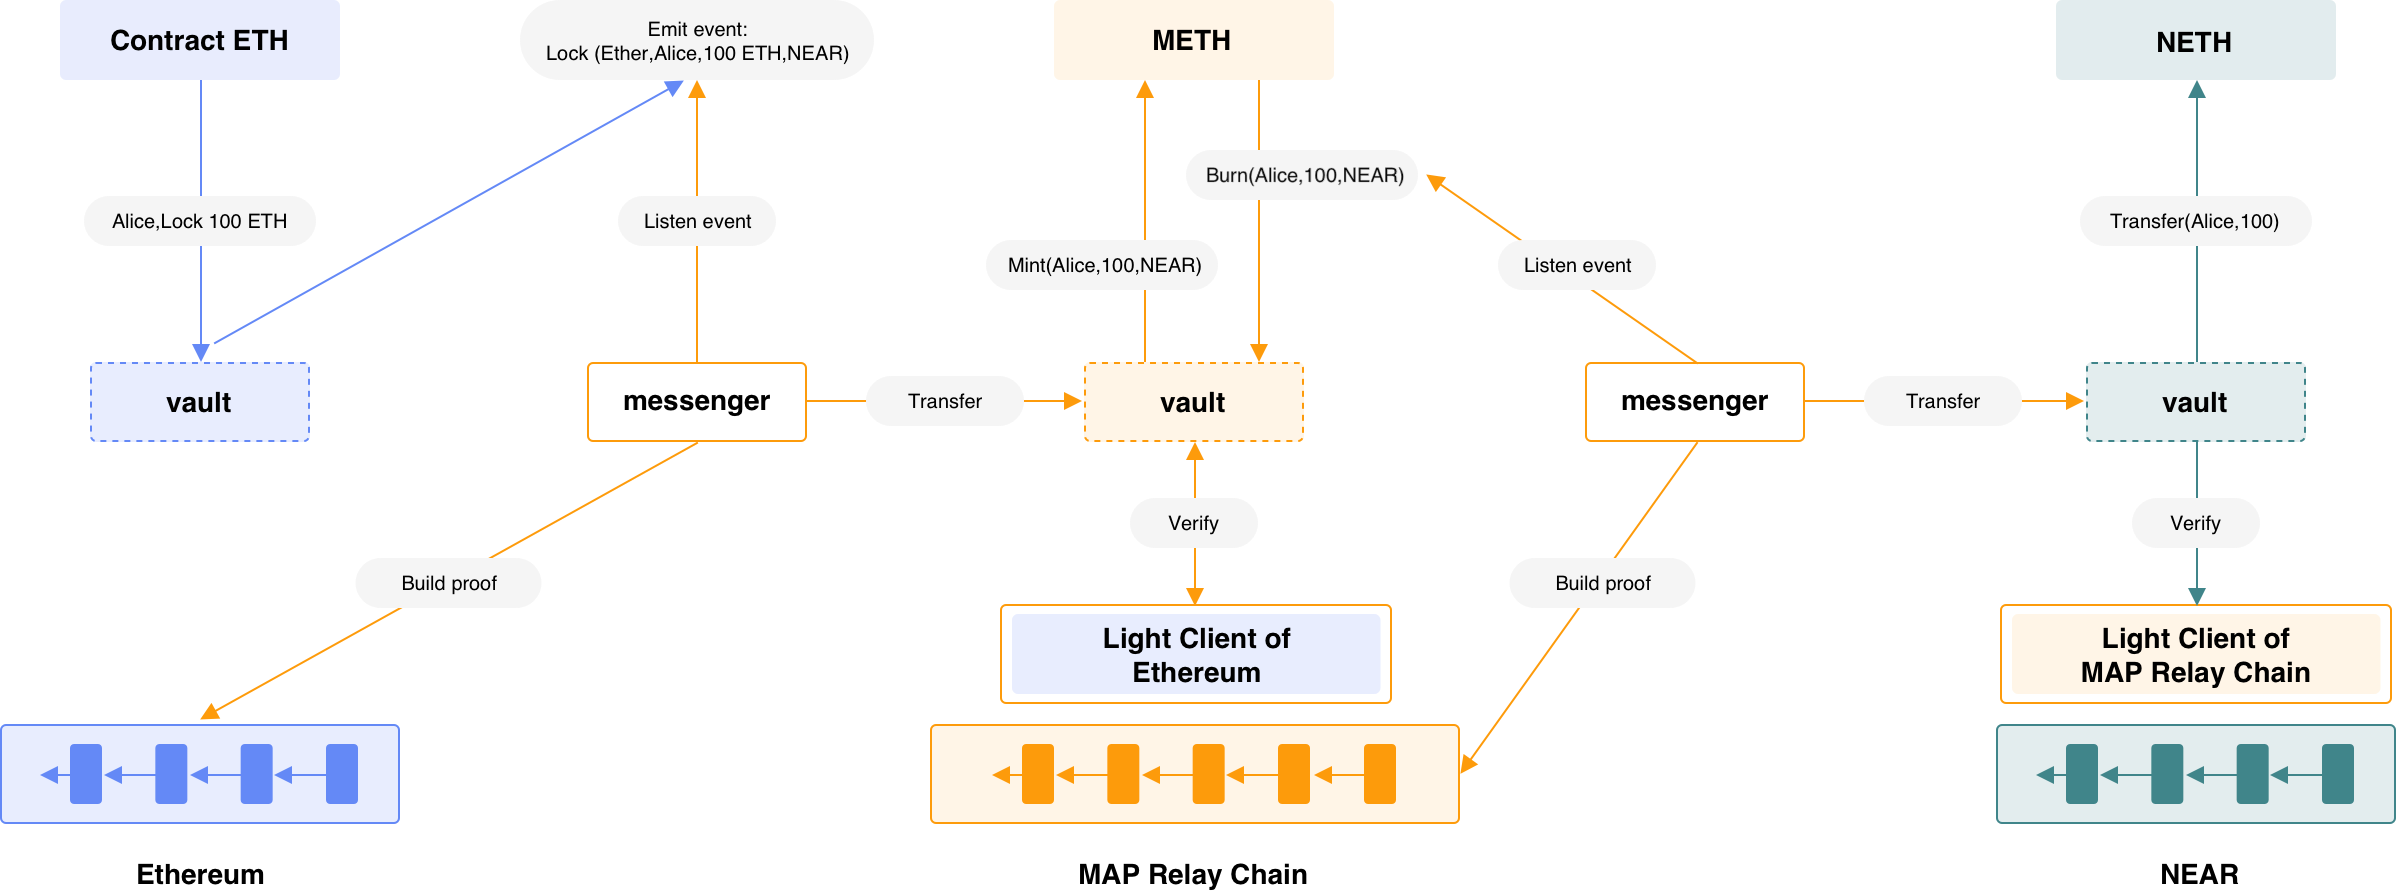 Contract ETH
Emit event:
Lock (Ether,Alice,100 ETH,NEAR)
METH
NETH
Burn(Alice,100,NEAR)
Alice,Lock 100 ETH
Listen event
Transfer(Alice,100)
Mint(Alice,100,NEAR)
Listen event
vault
messenger
Transfer
vault
messenger
Transfer
vault
Verify
Verify
Build proof
Build proof
Light Client of
Ethereum
Light Client of
MAP Relay Chain
Ethereum
MAP Relay Chain
NEAR